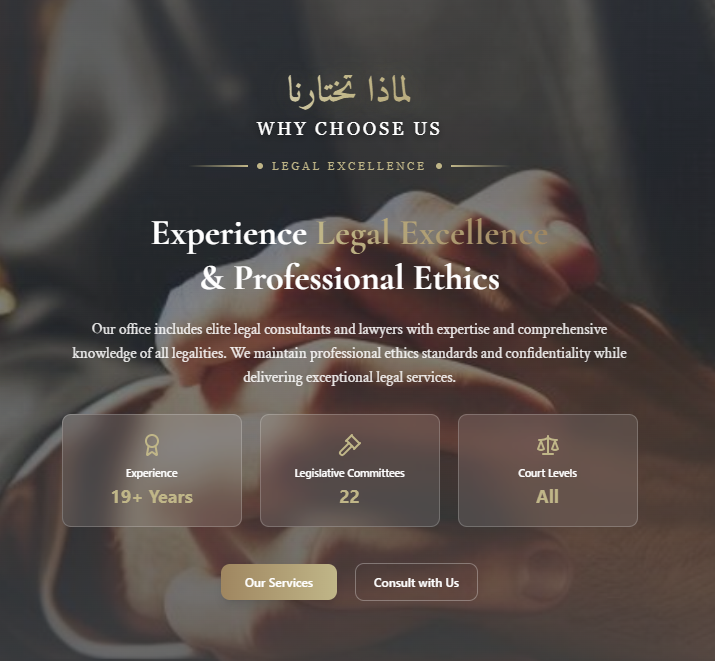 لماذا تختارنا
WHY CHOOSE US
LEGAL EXCELLENCE
Experience Legal Excellence
& Professional Ethics
Our office includes elite legal consultants and lawyers with expertise and comprehensive
knowledge of all legalities. We maintain professional ethics standards and confidentiality while
delivering exceptional legal services.
Experience
19+ Years
Legislative Committees
22
Court Levels
All
Our Services
Consult with Us